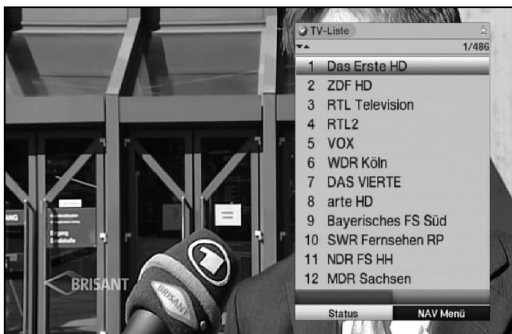 TV-Liste
1/486
1 Das Erste HD
2 ZDF HD
3 RTL Television
4 RTL2
5 VOX
6 WDR Köln
7 DAS VIERTE
8 arte HD
9 Bayerisches FS Süd
10 SWR Fernsehen RP
11 NDR FS HH
12 MDR Sachsen
Status
NAV Menü
BRISANT
BRISANT